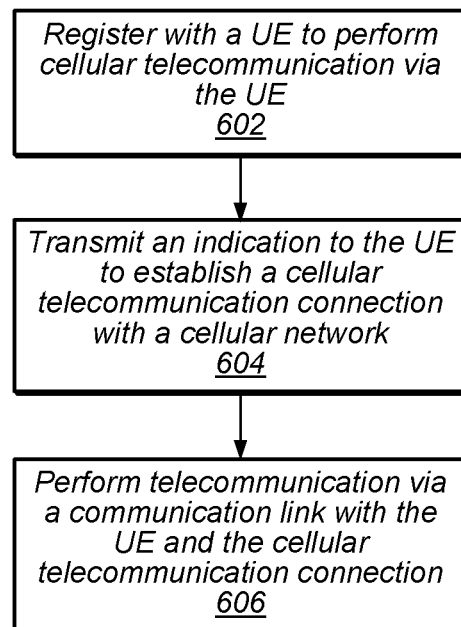 Register with a UE to perform
cellular telecommunication via
the UE
602
Transmit an indication to the UE
to establish a cellular
telecommunication connection
with a cellular network
604
Perform telecommunication via
a communication link with the
UE and the cellular
telecommunication connection
606